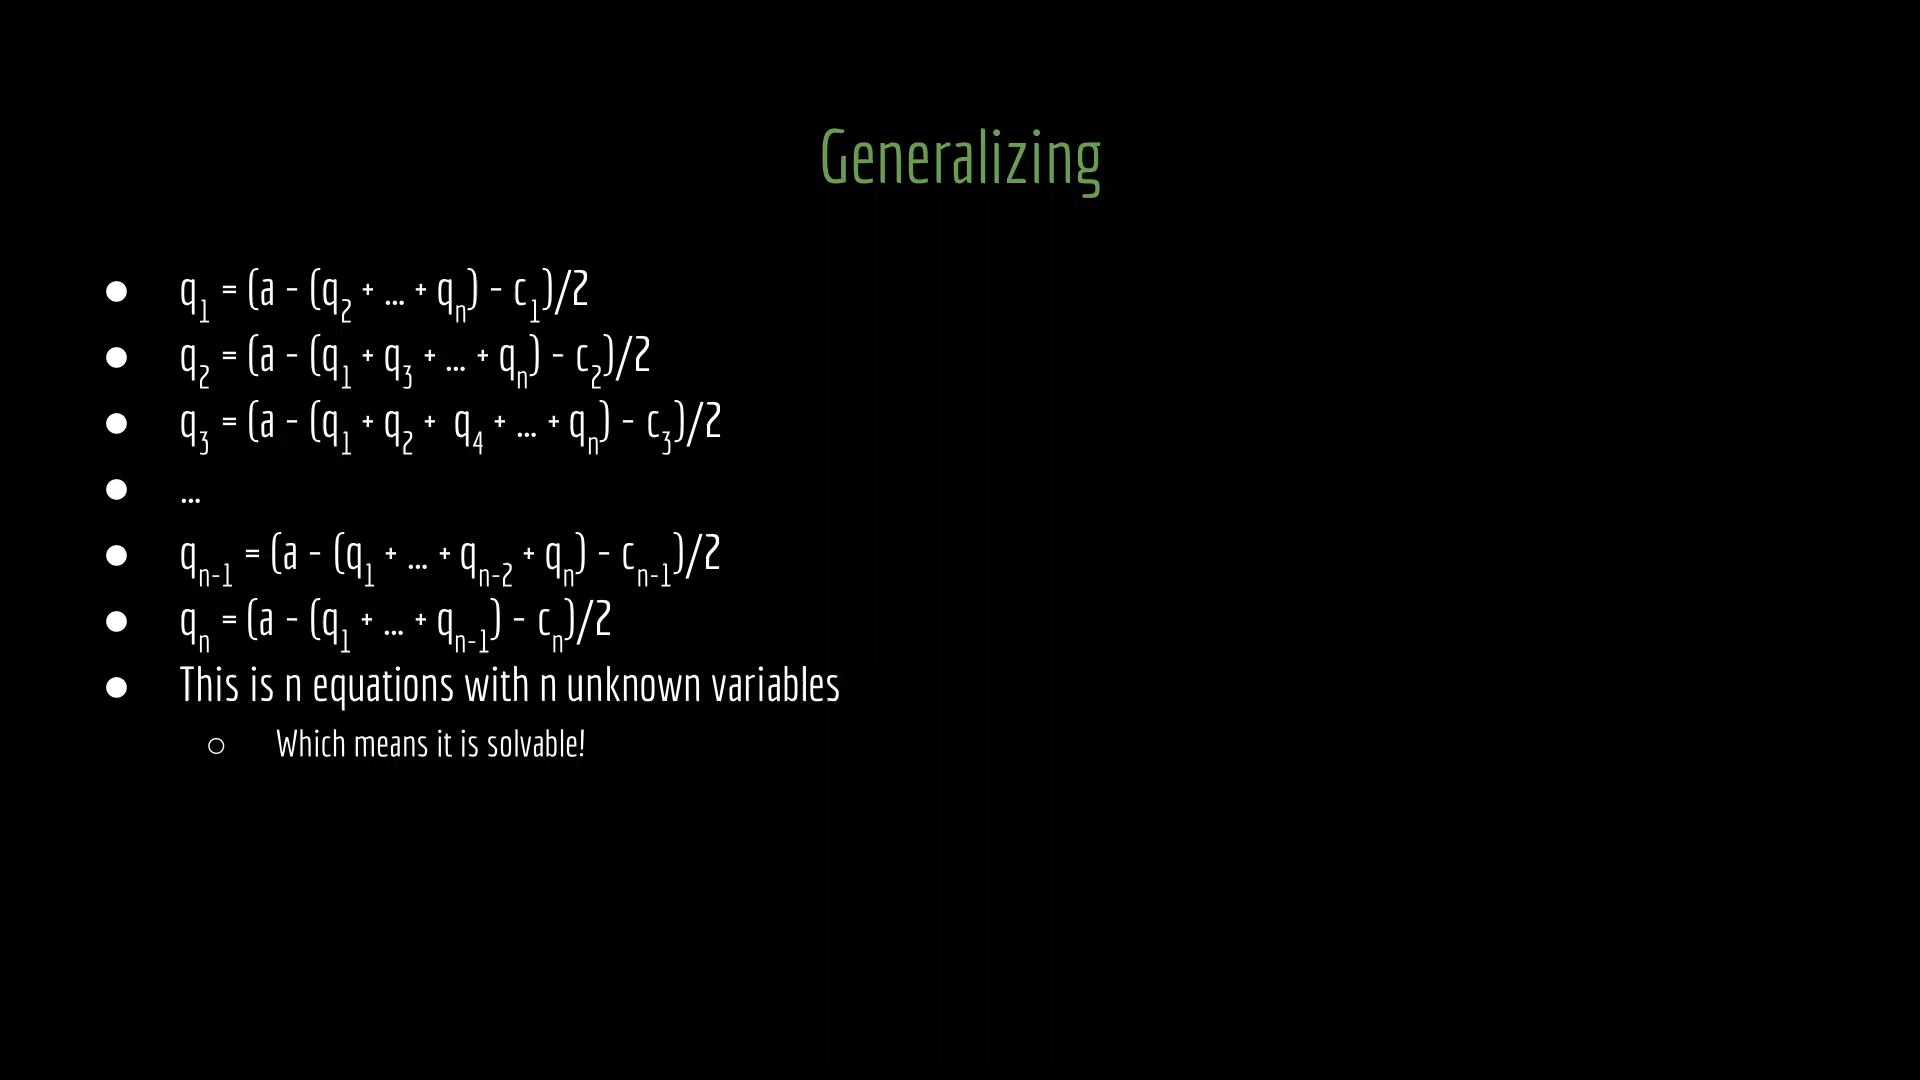 Generalizing
● q₁ = (a - (q₂ + … + qₙ) - c₁)/2
● q₂ = (a - (q₁ + q₃ + … + qₙ) - c₂)/2
● q₃ = (a - (q₁ + q₂ + q₄ + … + qₙ) - c₃)/2
● …
● qₙ₋₁ = (a - (q₁ + … + qₙ₋₂ + qₙ) - cₙ₋₁)/2
● qₙ = (a - (q₁ + … + qₙ₋₁) - cₙ)/2
● This is n equations with n unknown variables
○ Which means it is solvable!